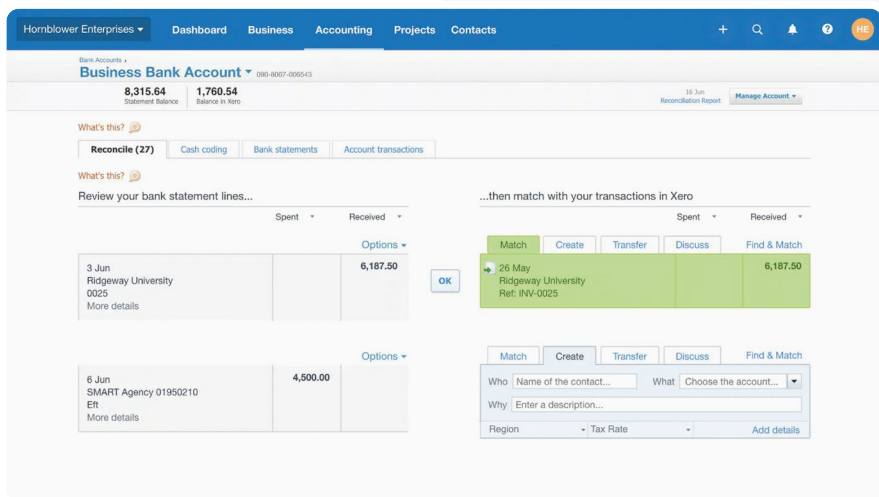 Hornblower Enterprises Dashboard Business Accounting Projects Contacts HE
Bank Accounts
Business Bank Account 090-8007-006543
8,315.64 1,760.54
Statement Balance Balance in Xero
16 Jun
Reconciliation Report
Manage Account
What's this?
Reconcile (27) Cash coding Bank statements Account transactions
What's this?
Review your bank statement lines... ...then match with your transactions in Xero
Spent Received Spent Received
Options Match Create Transfer Discuss Find & Match
3 Jun 6,187.50 OK 26 May 6,187.50
Ridgeway University Ridgeway University
0025 Ref: INV-0025
More details
Options Match Create Transfer Discuss Find & Match
6 Jun 4,500.00 Who Name of the contact... What Choose the account...
SMART Agency 01950210
Eft Why Enter a description...
More details
Region Tax Rate Add details